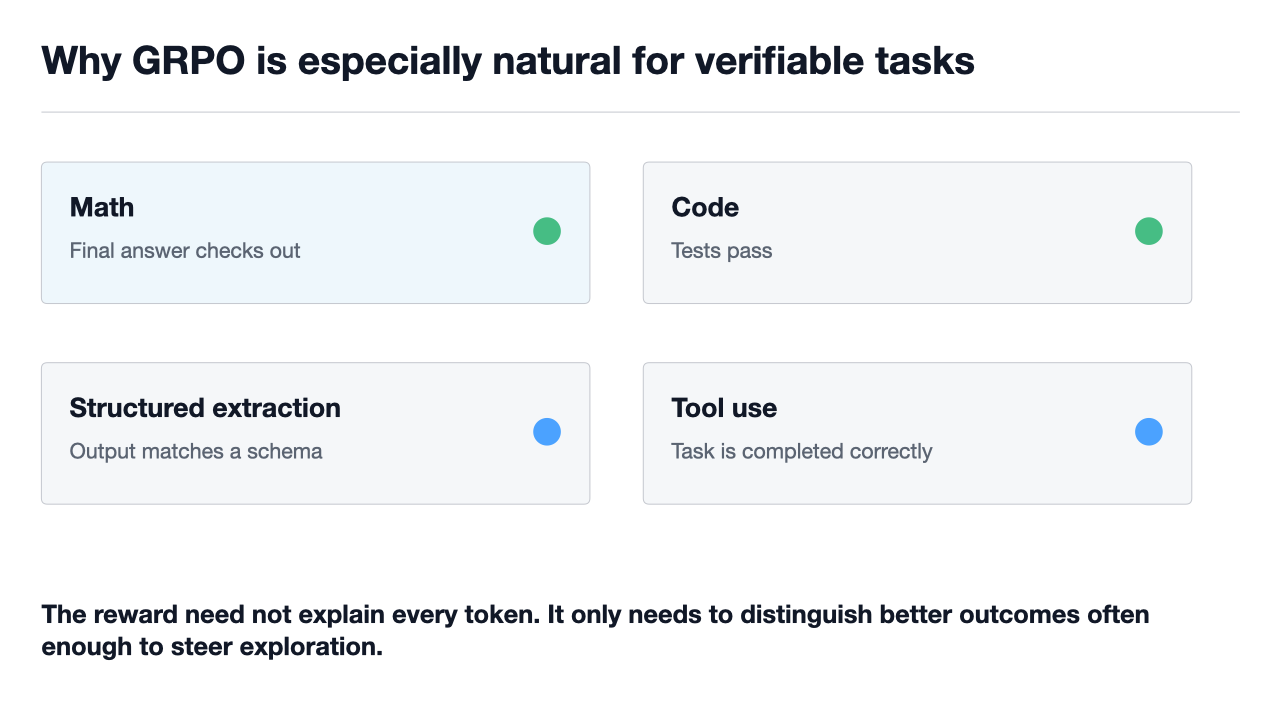 Why GRPO is especially natural for verifiable tasks
Math
Final answer checks out
Code
Tests pass
Structured extraction
Output matches a schema
Tool use
Task is completed correctly
The reward need not explain every token. It only needs to distinguish better outcomes often
enough to steer exploration.